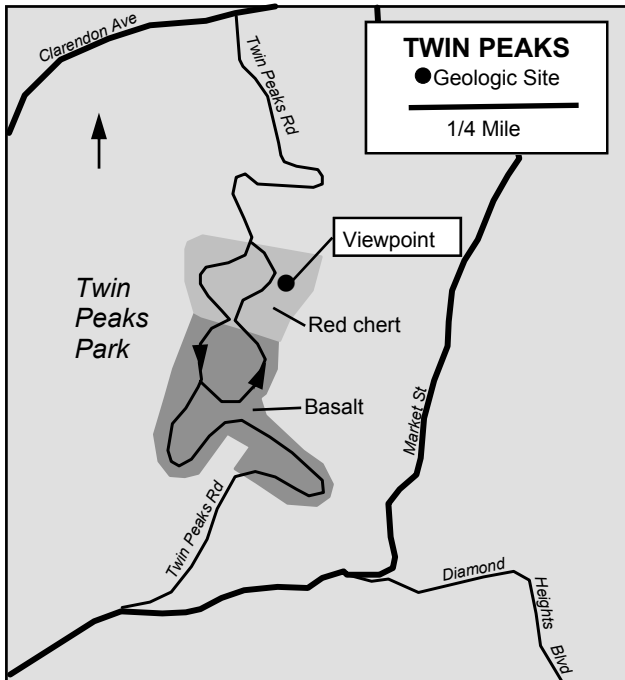 Clarendon Ave
Twin Peaks Rd
TWIN PEAKS
Geologic Site
1/4 Mile
Viewpoint
Twin
Peaks
Park
Red chert
Basalt
Market St
Twin Peaks Rd
Diamond
Heights
Blvd